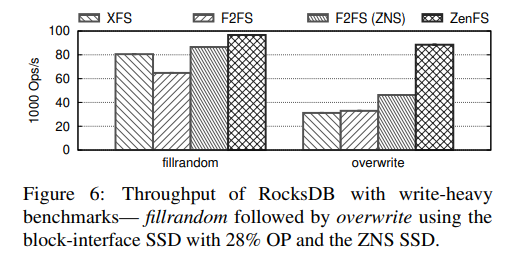 XFS F2FS F2FS (ZNS) ZenFS
100
80
60
40
20
0
1000 Ops/s
fillrandom overwrite
Figure 6: Throughput of RocksDB with write-heavy
benchmarks— fillrandom followed by overwrite using the
block-interface SSD with 28% OP and the ZNS SSD.